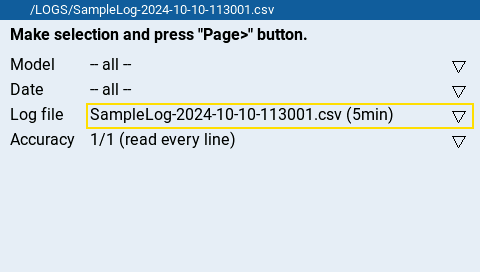 /LOGS/SampleLog-2024-10-10-113001.csv
Make selection and press "Page>" button.
Model -- all --
Date -- all --
Log file SampleLog-2024-10-10-113001.csv (5min)
Accuracy 1/1 (read every line)